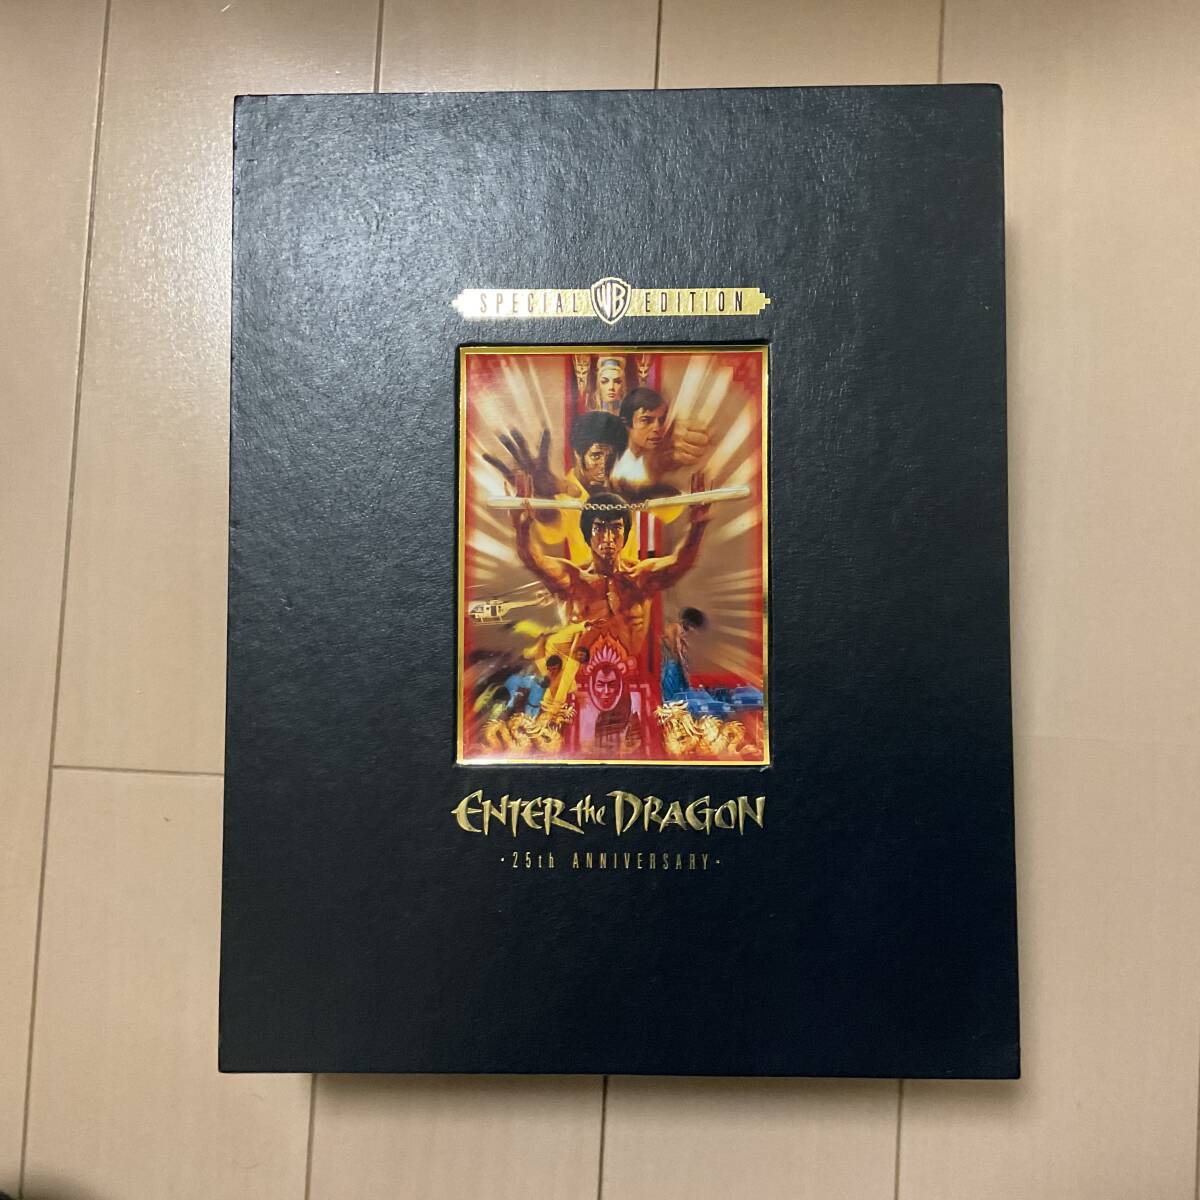 SPECIAL WB EDITION
ENTER the DRAGON
·25th ANNIVERSARY·